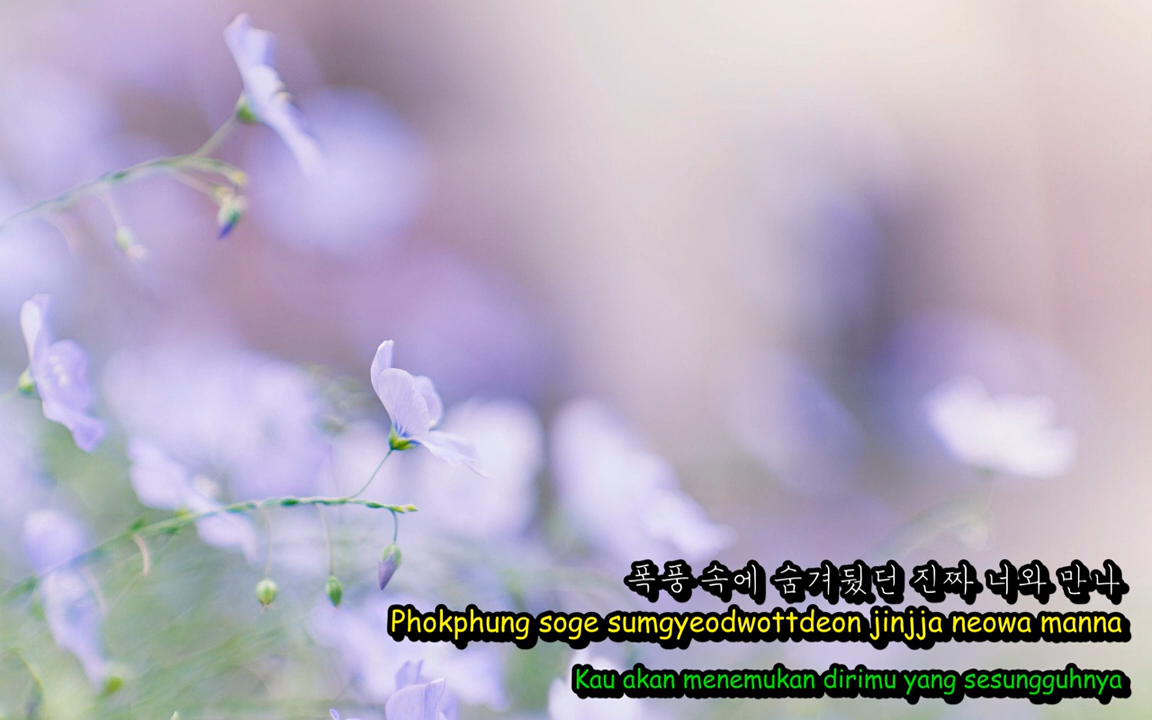 폭풍 속에 숨겨뒀던 진짜 너와 만나
Phokphung soge sumgyeodwottdeon jinjja neowa manna
Kau akan menemukan dirimu yang sesungguhnya